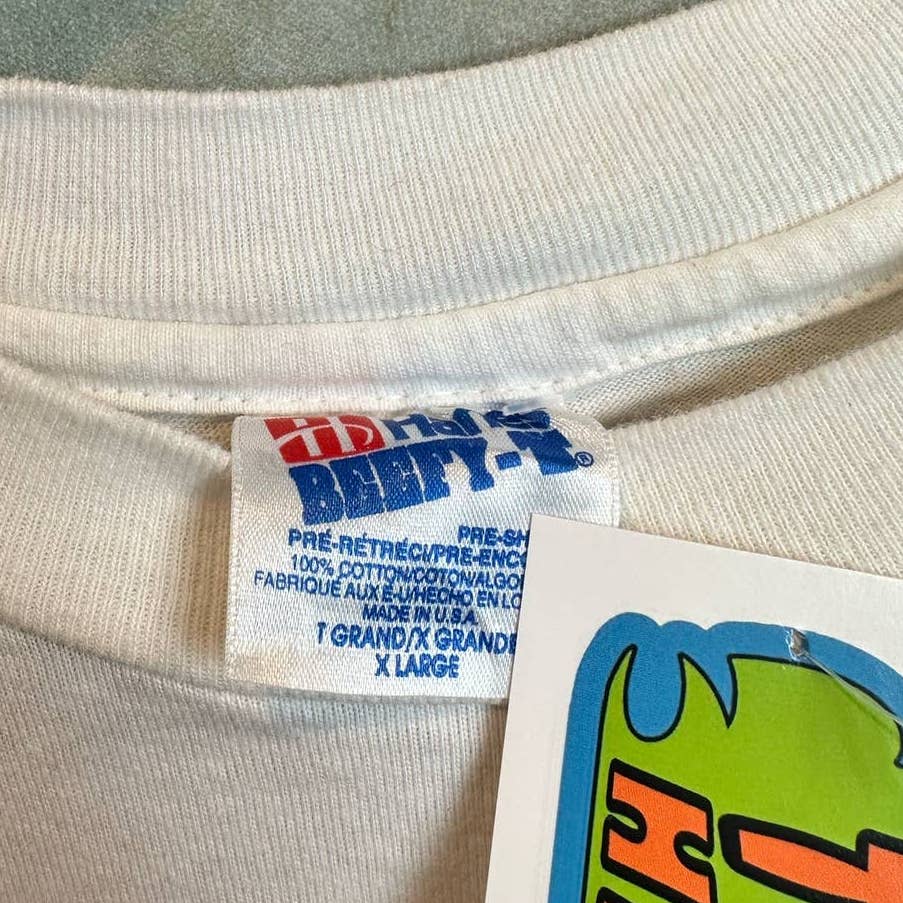 Hanes
BEEFY-T®
PRE-SH
PRÉ-RÉTRÉCI/PRE-ENC
100% COTTON/COTON/ALGO
FABRIQUÉ AUX É-U/HECHO EN LO
MADE IN U.S.A.
T GRAND/X GRANDE
X LARGE